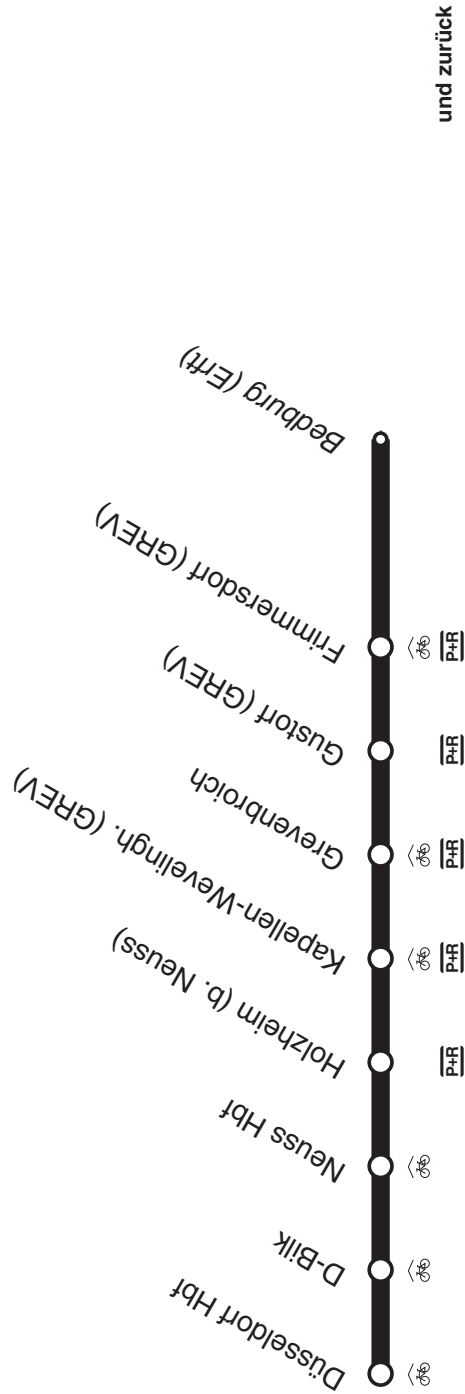 Düsseldorf Hbf
D-Bilk
Neuss Hbf
Holzheim (b. Neuss)
P+R
Kapellen-Wevelingh. (GREV)
P+R
Grevenbroich
P+R
Gustorf (GREV)
P+R
Frimmersdorf (GREV)
P+R
Bedburg (Erft)
und zurück